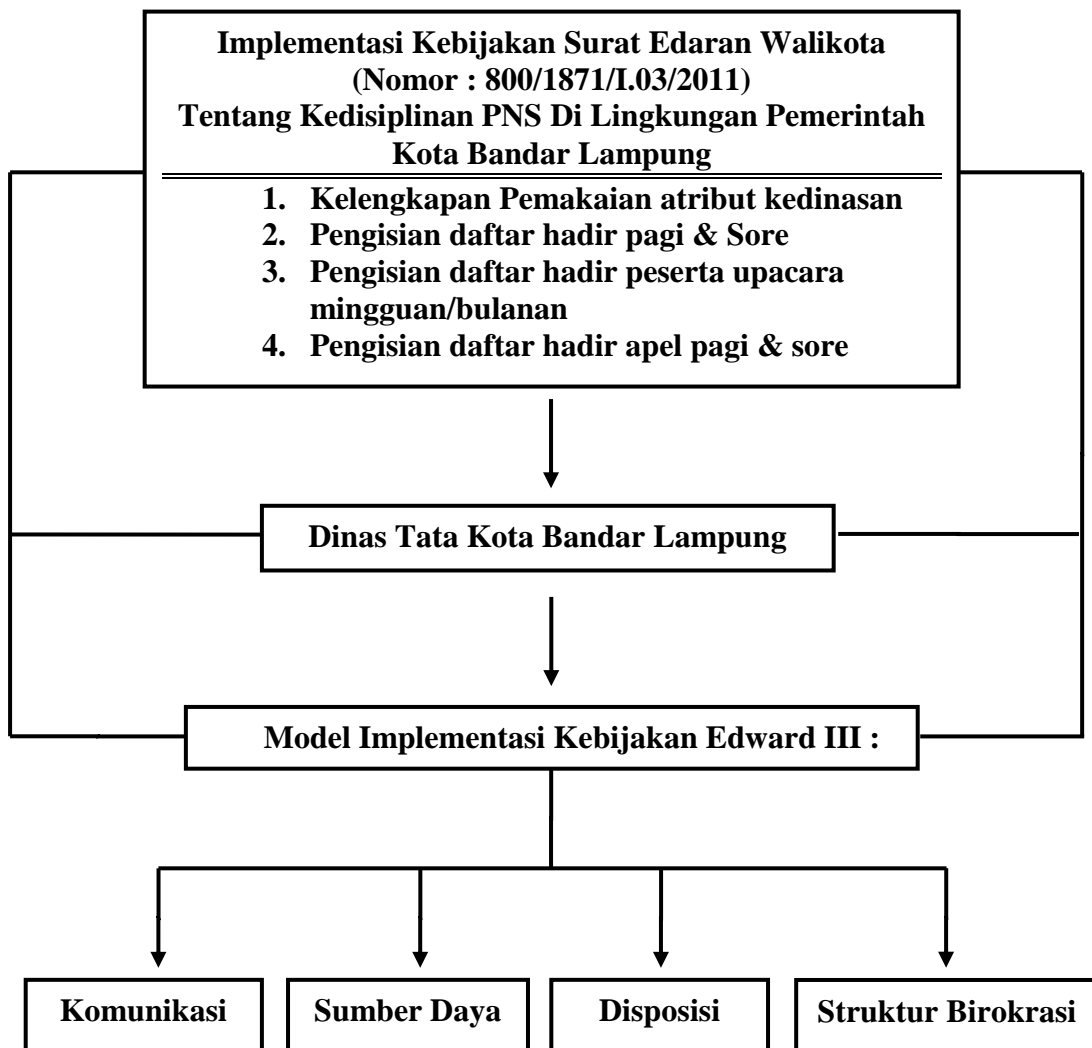 Implementasi Kebijakan Surat Edaran Walikota
(Nomor : 800/1871/I.03/2011)
Tentang Kedisiplinan PNS Di Lingkungan Pemerintah
Kota Bandar Lampung
1. Kelengkapan Pemakaian atribut kedinasan
2. Pengisian daftar hadir pagi & Sore
3. Pengisian daftar hadir peserta upacara
mingguan/bulanan
4. Pengisian daftar hadir apel pagi & sore
Dinas Tata Kota Bandar Lampung
Model Implementasi Kebijakan Edward III :
Komunikasi
Sumber Daya
Disposisi
Struktur Birokrasi